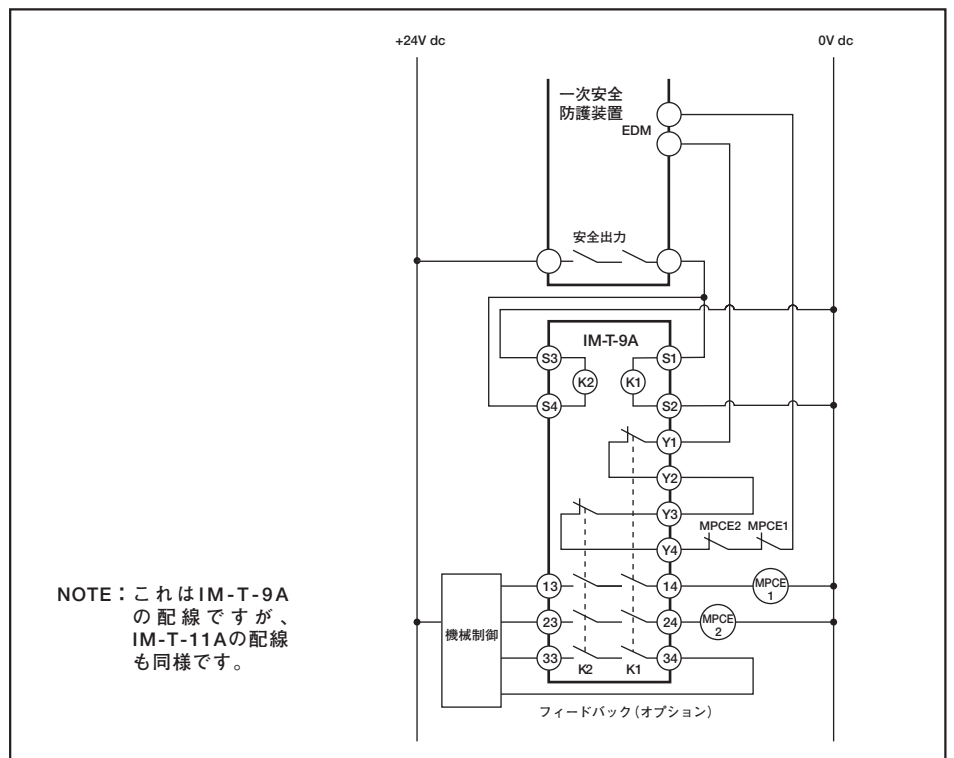 +24V dc
0V dc
一次安全
防護装置
EDM
安全出力
IM-T-9A
S3
S1
K2
K1
S4
S2
Y1
Y2
Y3
MPCE2 MPCE1
Y4
13
14
MPCE
1
23
24
MPCE
2
機械制御
33
K2
K1
34
フィードバック(オプション)
NOTE:これはIM-T-9A
の配線ですが、
IM-T-11Aの配線
も同様です。